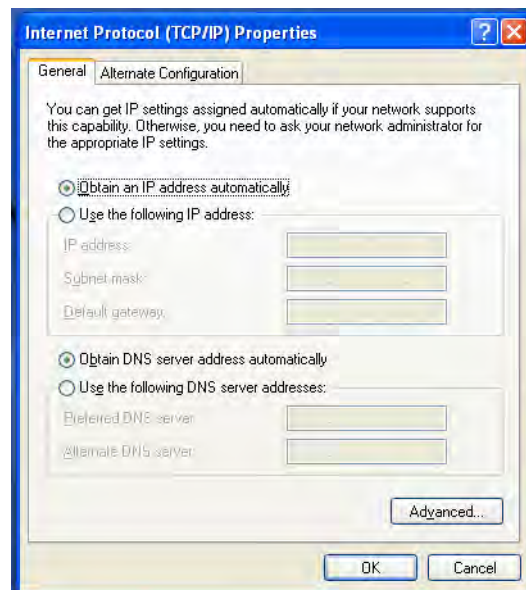 Internet Protocol (TCP/IP) Properties
General
Alternate Configuration
You can get IP settings assigned automatically if your network supports
this capability. Otherwise, you need to ask your network administrator for
the appropriate IP settings.
Obtain an IP address automatically
Use the following IP address:
IP address:
Subnet mask:
Default gateway:
Obtain DNS server address automatically
Use the following DNS server addresses:
Preferred DNS server:
Alternate DNS server:
Advanced...
OK
Cancel